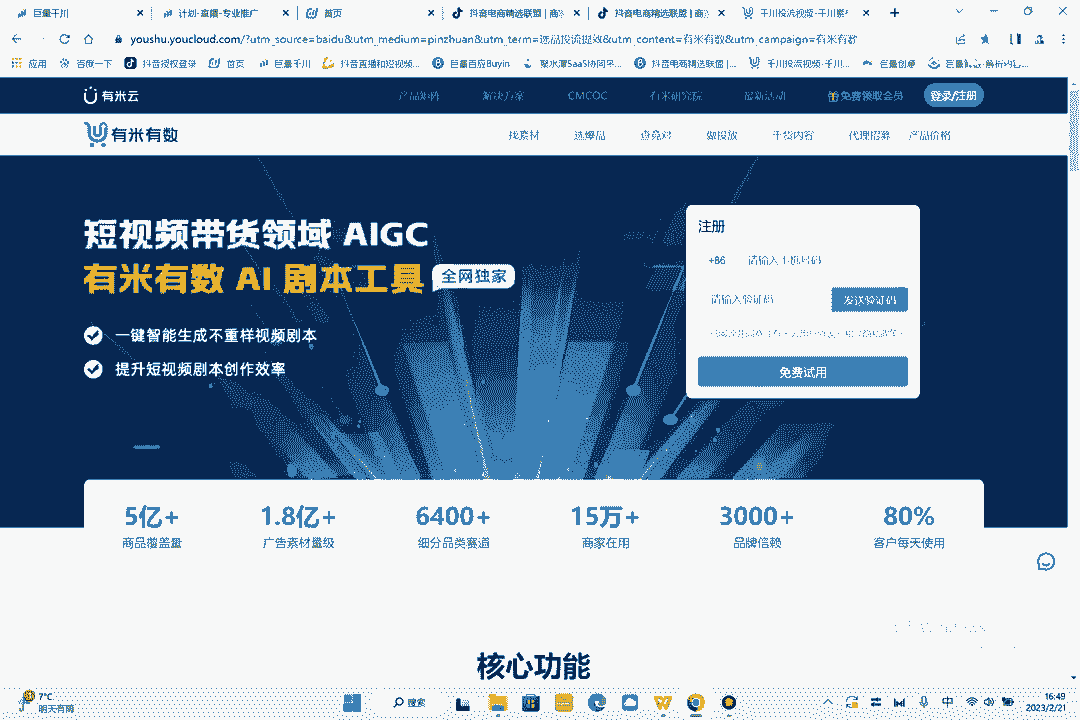 巨量千川
计划-直播-专业推广
首页
抖音电商精选联盟 | 商
抖音电商精选联盟 | 商
千川投流视频-千川素
youshu.youcloud.com/?utm_source=baidu&utm_medium=pinzhuan&utm_term=选品投流提效&utm_content=有米有数&utm_campaign=有米有数
应用
百度一下
抖音授权登录
首页
巨量千川
抖音直播和短视频...
巨量百应Buyin
聚水潭SaaS协同平...
抖音电商精选联盟 |...
千川投流视频-千川...
巨量创意
有米云
产品矩阵
解决方案
CMCOC
有米研究院
最新活动
免费领取会员
登录/注册
有米有数
找素材
选爆品
查竞对
做投放
干货内容
代理招募
产品价格
短视频带货领域 AIGC
有米有数 AI 剧本工具
全网独家
一键智能生成不重样视频剧本
提升短视频剧本创作效率
注册
+86
请输入手机号码
请输入验证码
发送验证码
免费试用
5亿+
1.8亿+
6400+
15万+
3000+
80%
商品覆盖量
广告素材量级
细分品类赛道
商家在用
品牌信赖
客户每天使用
核心功能
7°C
明天有雨
搜索
中
16:49
2023/2/21